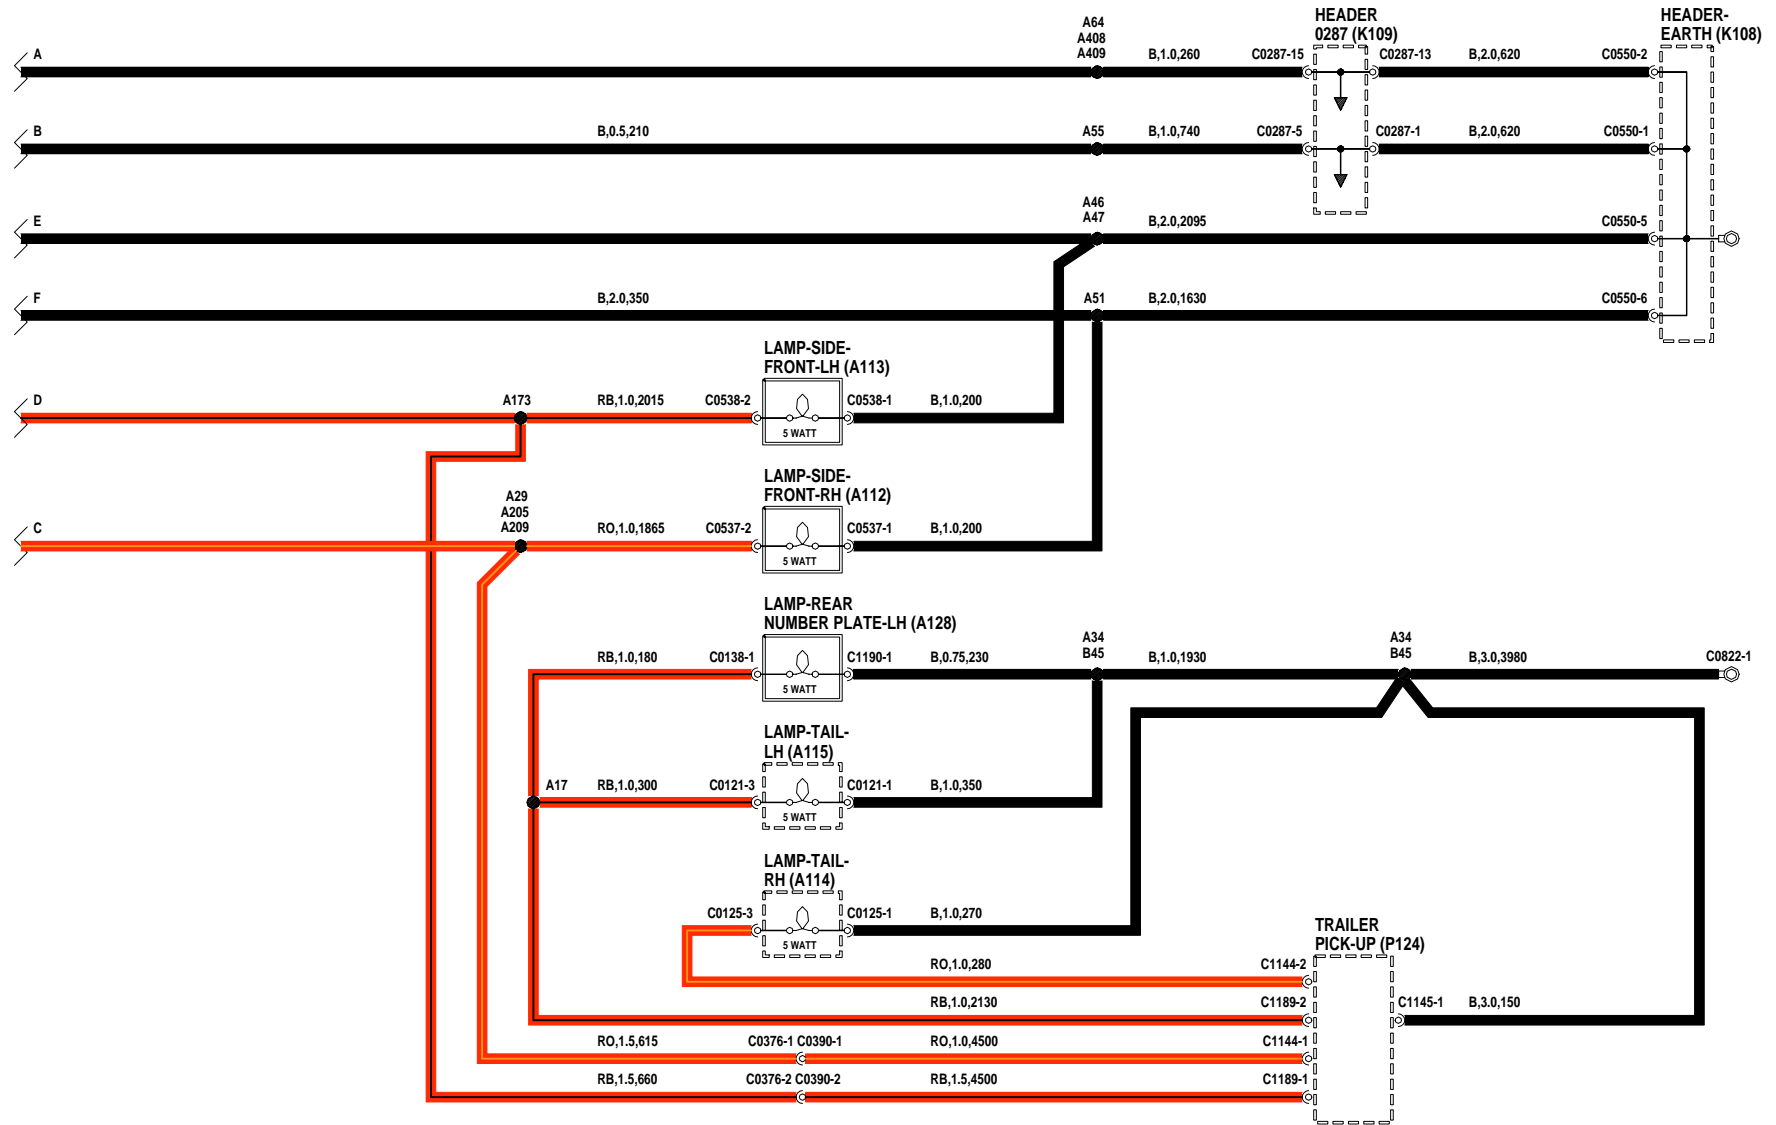 HEADER
0287 (K109)
HEADER-
EARTH (K108)
A64
A408
A409
A
B,1.0,260
C0287-15
C0287-13
B,2.0,620
C0550-2
B
B,0.5,210
A55
B,1.0,740
C0287-5
C0287-1
B,2.0,620
C0550-1
A46
A47
E
B,2.0,2095
C0550-5
F
B,2.0,350
A51
B,2.0,1630
C0550-6
LAMP-SIDE-
FRONT-LH (A113)
D
A173
RB,1.0,2015
C0538-2
C0538-1
B,1.0,200
5 WATT
LAMP-SIDE-
FRONT-RH (A112)
A29
A205
A209
C
RO,1.0,1865
C0537-2
C0537-1
B,1.0,200
5 WATT
LAMP-REAR
NUMBER PLATE-LH (A128)
RB,1.0,180
C0138-1
C1190-1
B,0.75,230
A34
B45
B,1.0,1930
A34
B45
B,3.0,3980
C0822-1
5 WATT
LAMP-TAIL-
LH (A115)
A17
RB,1.0,300
C0121-3
C0121-1
B,1.0,350
5 WATT
LAMP-TAIL-
RH (A114)
C0125-3
C0125-1
B,1.0,270
5 WATT
TRAILER
PICK-UP (P124)
RO,1.0,280
C1144-2
RB,1.0,2130
C1189-2
C1145-1
B,3.0,150
RO,1.5,615
C0376-1 C0390-1
RO,1.0,4500
C1144-1
RB,1.5,660
C0376-2 C0390-2
RB,1.5,4500
C1189-1